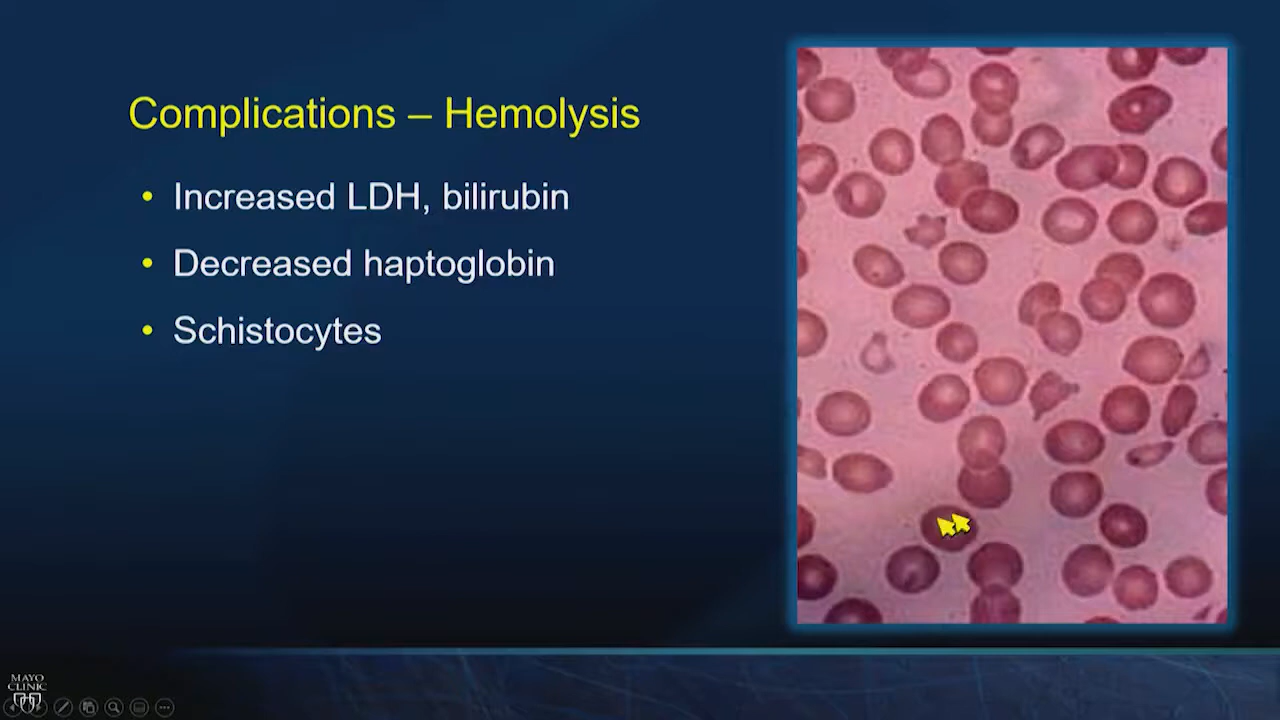 Complications – Hemolysis
• Increased LDH, bilirubin
• Decreased haptoglobin
• Schistocytes
MAYO
CLINIC